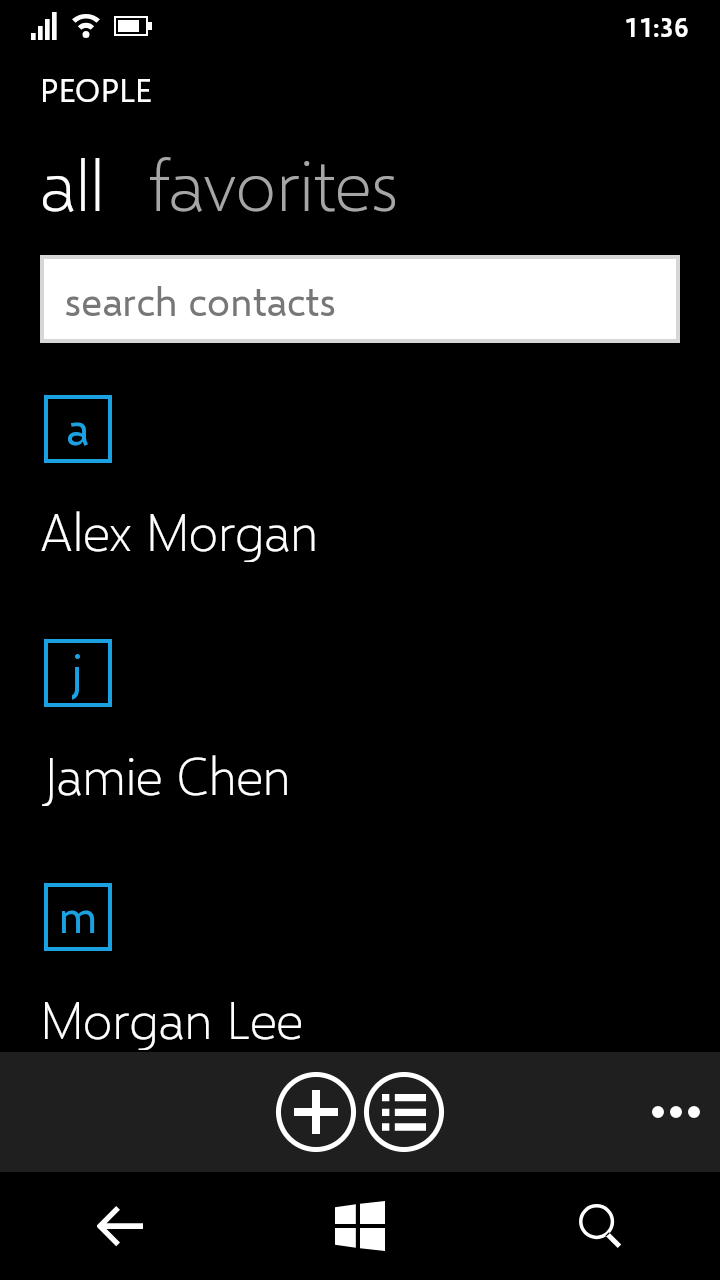 11:36
PEOPLE
all favorites
search contacts
a
Alex Morgan
j
Jamie Chen
m
Morgan Lee